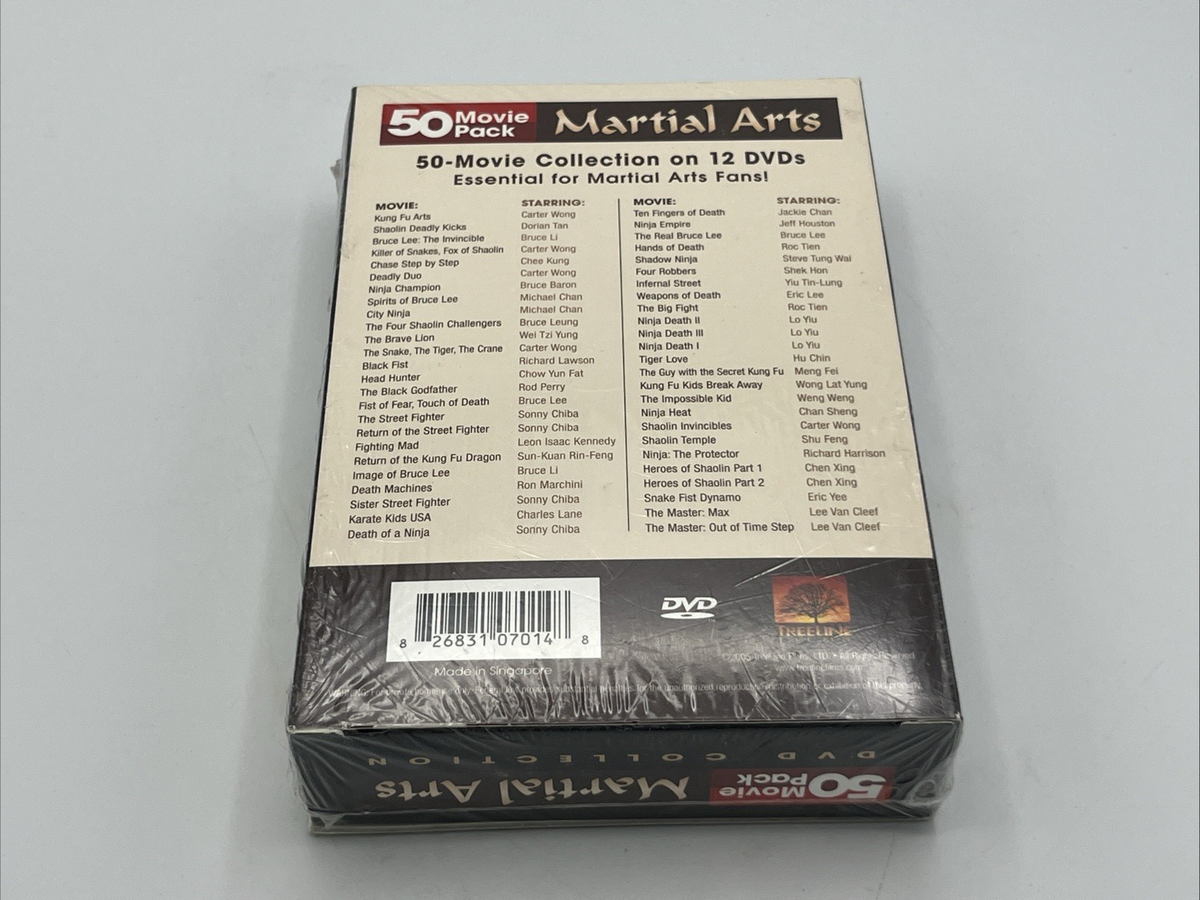 50 Movie Pack Martial Arts
50-Movie Collection on 12 DVDs
Essential for Martial Arts Fans!
MOVIE: STARRING:
Kung Fu Arts Carter Wong
Shaolin Deadly Kicks Dorian Tan
Bruce Lee: The Invincible Bruce Li
Killer of Snakes, Fox of Shaolin Carter Wong
Chase Step by Step Chee Kung
Deadly Duo Carter Wong
Ninja Champion Bruce Baron
Spirits of Bruce Lee Michael Chan
City Ninja Michael Chan
The Four Shaolin Challengers Bruce Leung
The Brave Lion Wei Tzi Yung
The Snake, The Tiger, The Crane Carter Wong
Black Fist Richard Lawson
Head Hunter Chow Yun Fat
The Black Godfather Rod Perry
Fist of Fear, Touch of Death Bruce Lee
The Street Fighter Sonny Chiba
Return of the Street Fighter Sonny Chiba
Fighting Mad Leon Isaac Kennedy
Return of the Kung Fu Dragon Sun-Kuan Rin-Feng
Image of Bruce Lee Bruce Li
Death Machines Ron Marchini
Sister Street Fighter Sonny Chiba
Karate Kids USA Charles Lane
Death of a Ninja Sonny Chiba
MOVIE: STARRING:
Ten Fingers of Death Jackie Chan
Ninja Empire Jeff Houston
The Real Bruce Lee Bruce Lee
Hands of Death Roc Tien
Shadow Ninja Steve Tung Wai
Four Robbers Shek Hon
Infernal Street Yiu Tin-Lung
Weapons of Death Eric Lee
The Big Fight Roc Tien
Ninja Death II Lo Yiu
Ninja Death III Lo Yiu
Ninja Death I Lo Yiu
Tiger Love Hu Chin
The Guy with the Secret Kung Fu Meng Fei
Kung Fu Kids Break Away Wong Lat Yung
The Impossible Kid Weng Weng
Ninja Heat Chan Sheng
Shaolin Invincibles Carter Wong
Shaolin Temple Shu Feng
Ninja: The Protector Richard Harrison
Heroes of Shaolin Part 1 Chen Xing
Heroes of Shaolin Part 2 Chen Xing
Snake Fist Dynamo Eric Yee
The Master: Max Lee Van Cleef
The Master: Out of Time Step Lee Van Cleef
8 26831 07014 8
Made in Singapore
DVD
TREELINE
All Rights Reserved
DVD COLLECTION
50 Movie Pack Martial Arts